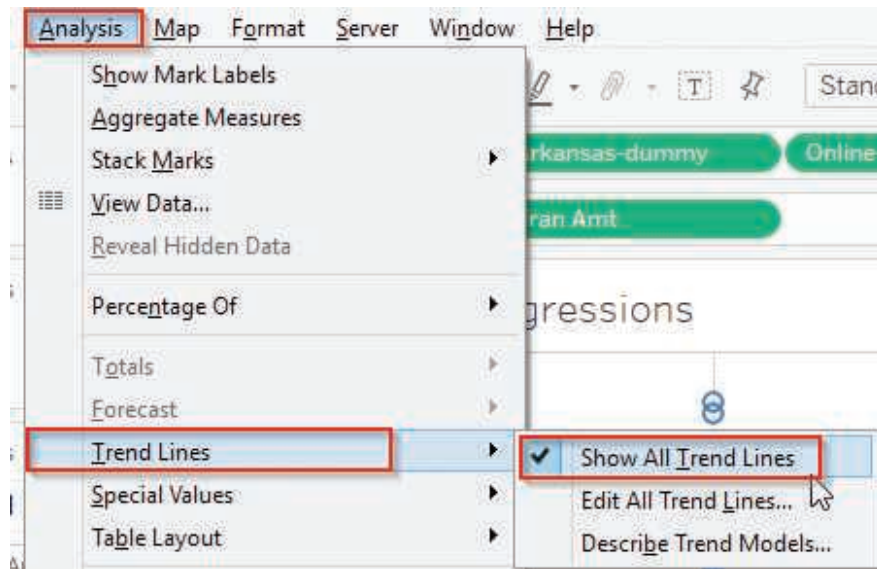 Analysis Map Format Server Window Help
Show Mark Labels
Aggregate Measures
Stack Marks
View Data...
Reveal Hidden Data
Percentage Of
Totals
Forecast
Trend Lines
Special Values
Table Layout
T Stand
rkansas-dummy Online
ran Amt
gressions
Show All Trend Lines
Edit All Trend Lines...
Describe Trend Models...